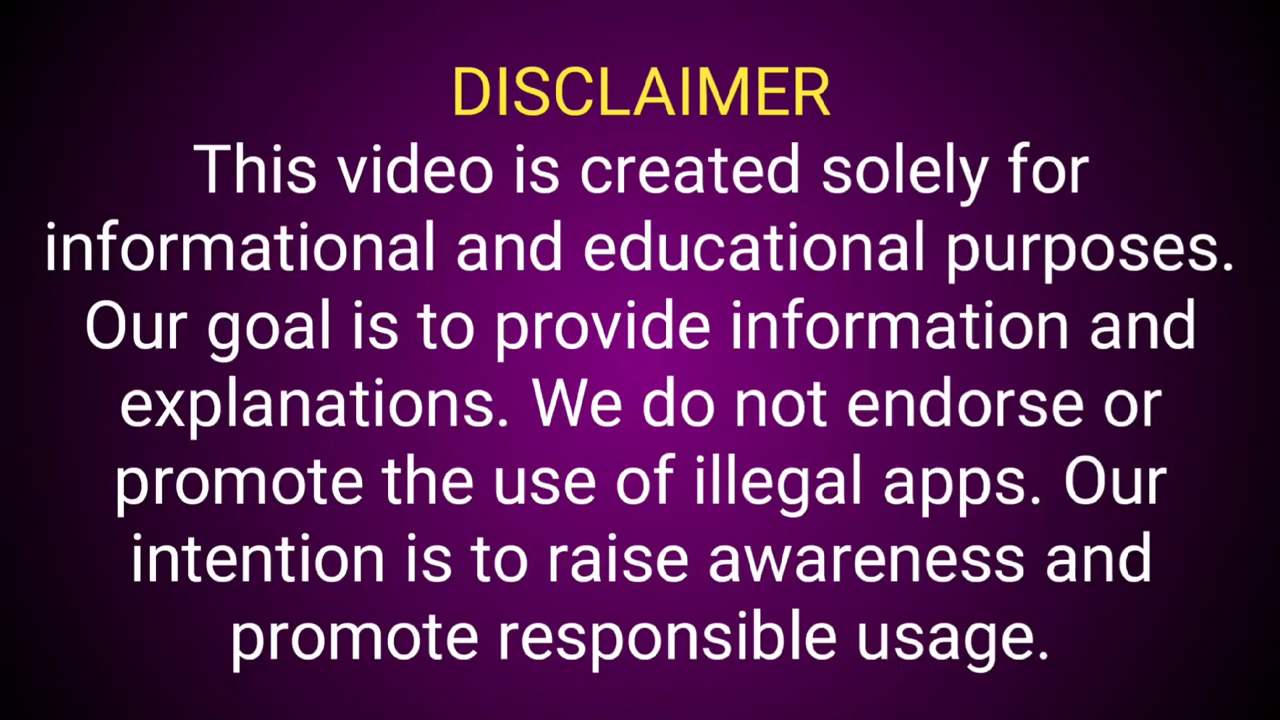 DISCLAIMER
This video is created solely for
informational and educational purposes.
Our goal is to provide information and
explanations. We do not endorse or
promote the use of illegal apps. Our
intention is to raise awareness and
promote responsible usage.